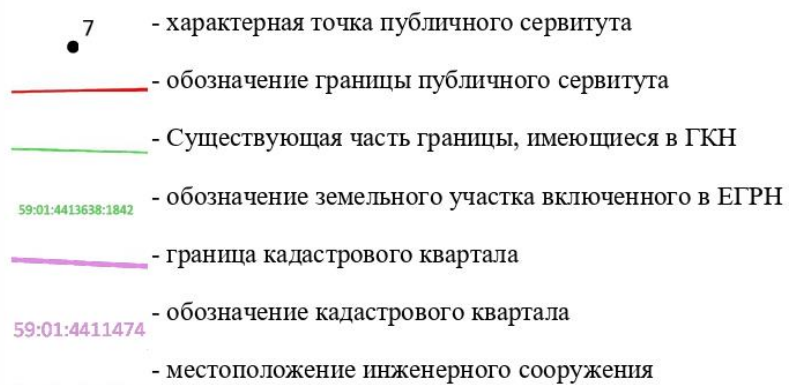 7 - характерная точка публичного сервитута
- обозначение границы публичного сервитута
- Существующая часть границы, имеющиеся в ГКН
59:01:4413638:1842 - обозначение земельного участка включенного в ЕГРН
- граница кадастрового квартала
59:01:4411474 - обозначение кадастрового квартала
- местоположение инженерного сооружения